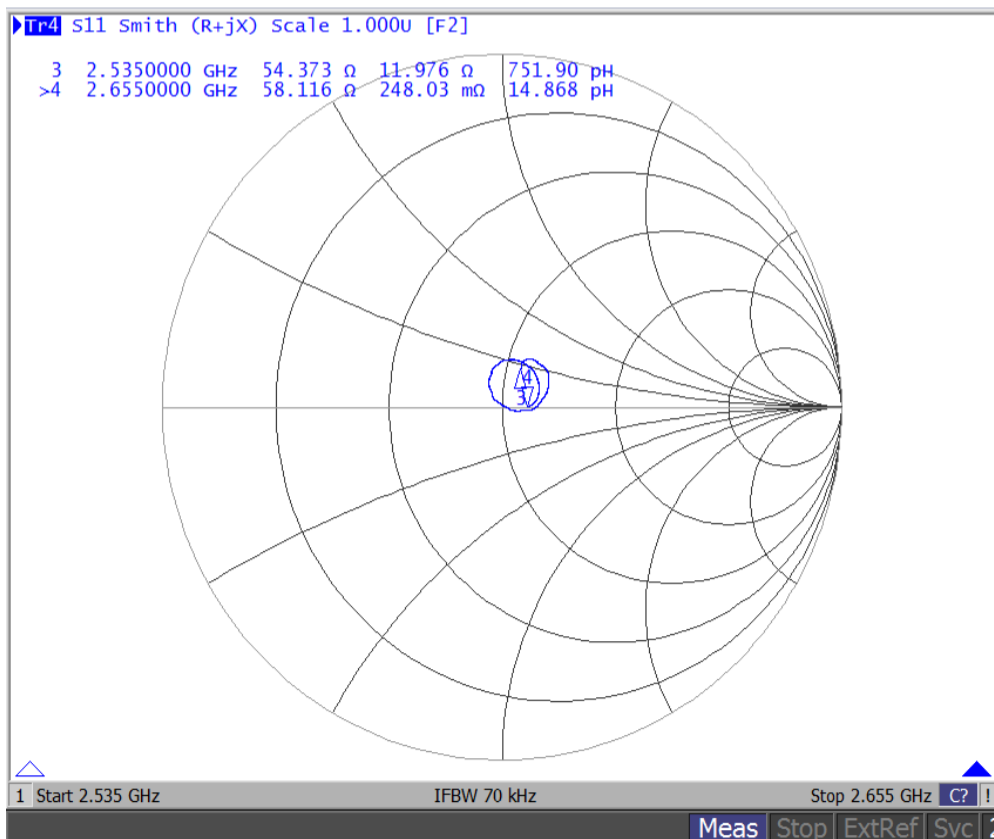 Tr4 S11 Smith (R+jX) Scale 1.000U [F2]
3 2.5350000 GHz 54.373 Ω 11.976 Ω 751.90 pH
>4 2.6550000 GHz 58.116 Ω 248.03 mΩ 14.868 pH
4
3
1 Start 2.535 GHz IFBW 70 kHz Stop 2.655 GHz C? !
Meas Stop ExtRef Svc